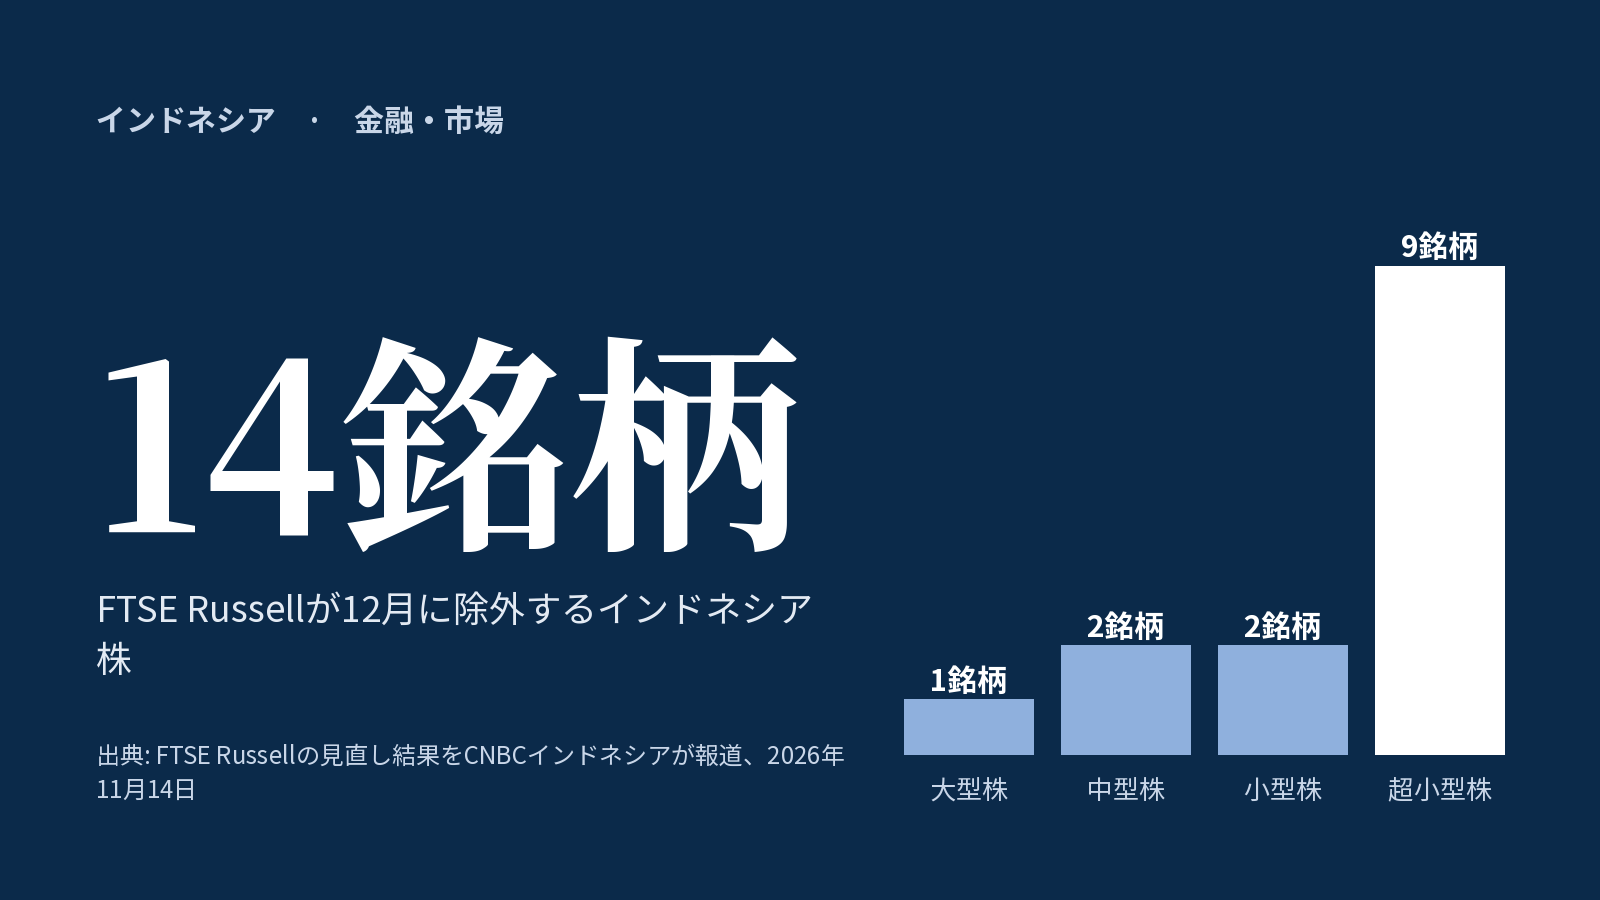 インドネシア · 金融・市場
14銘柄
FTSE Russellが12月に除外するインドネシア
株
出典: FTSE Russellの見直し結果をCNBCインドネシアが報道、2026年
11月14日
1銘柄
2銘柄
2銘柄
9銘柄
大型株
中型株
小型株
超小型株